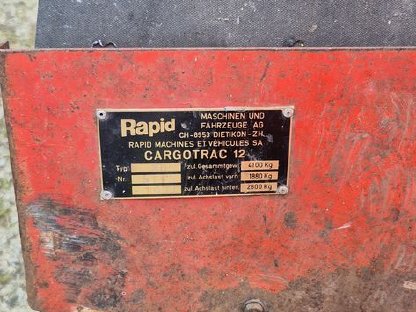 Rapid MASCHINEN UND
FAHRZEUGE AG
CH-8953 DIETIKON-ZH
RAPID MACHINES ET VEHICULES SA
CARGOTRAC 12
Typ zul. Gesamtgew. 4100 Kg
Nr. zul. Achslast vorn 1880 Kg
zul. Achslast hinten 2600 Kg